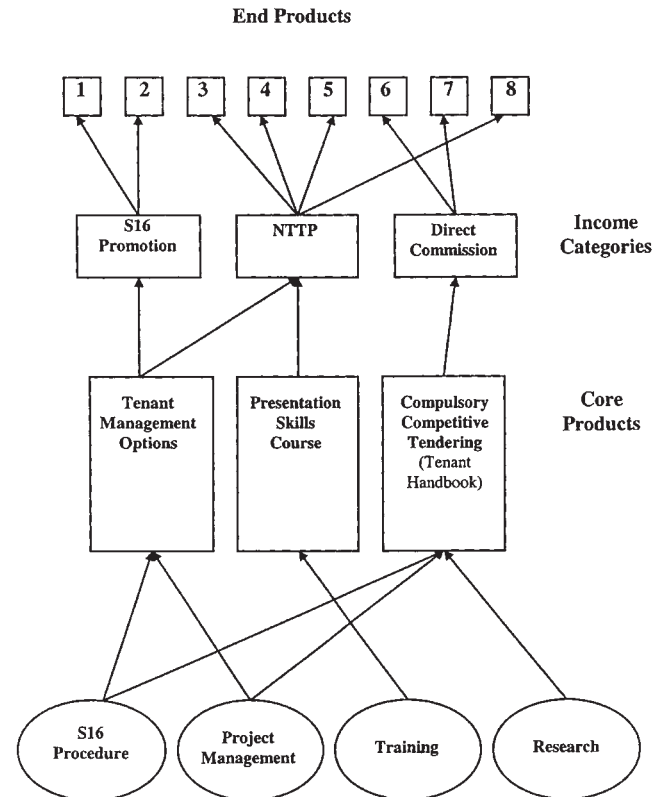 End Products
1 2 3 4 5 6 7 8
S16
Promotion
NTTP
Direct
Commission
Income
Categories
Tenant
Management
Options
Presentation
Skills
Course
Compulsory
Competitive
Tendering
(Tenant
Handbook)
Core
Products
S16
Procedure
Project
Management
Training
Research